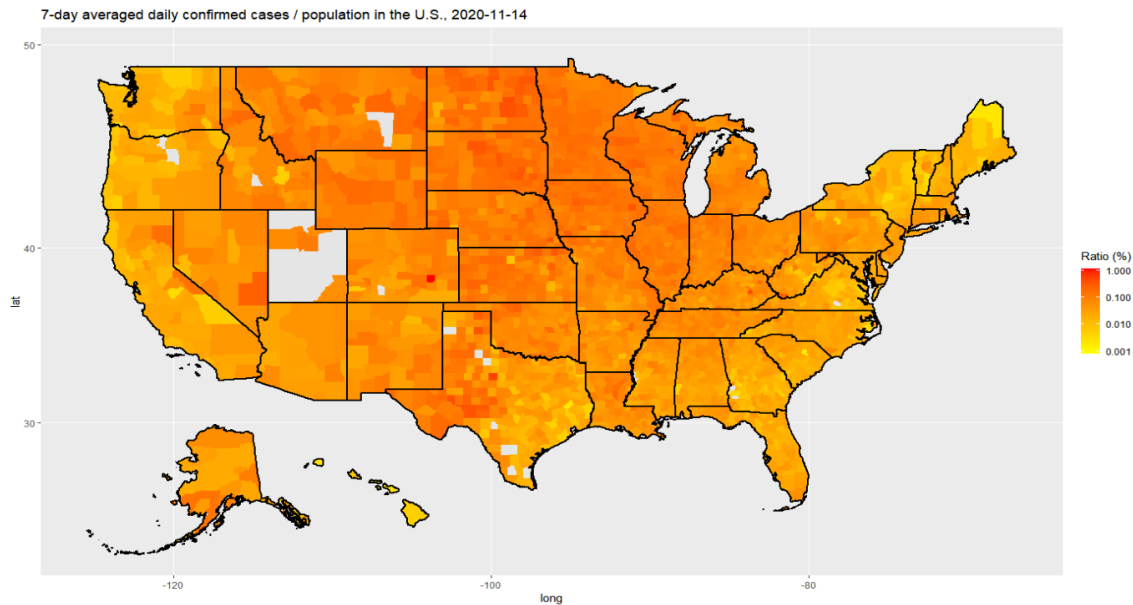 7-day averaged daily confirmed cases / population in the U.S., 2020-11-14
50
40
30
lat
-120
-100
-80
long
Ratio (%)
1.000
0.100
0.010
0.001